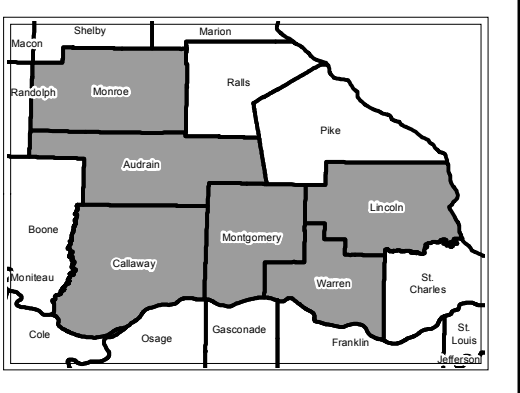 Shelby
Marion
Macon
Ralls
Randolph
Monroe
Pike
Audrain
Lincoln
Boone
Montgomery
Callaway
Moniteau
Warren
St.
Charles
Cole
Osage
Gasconade
Franklin
St.
Louis
Jefferson